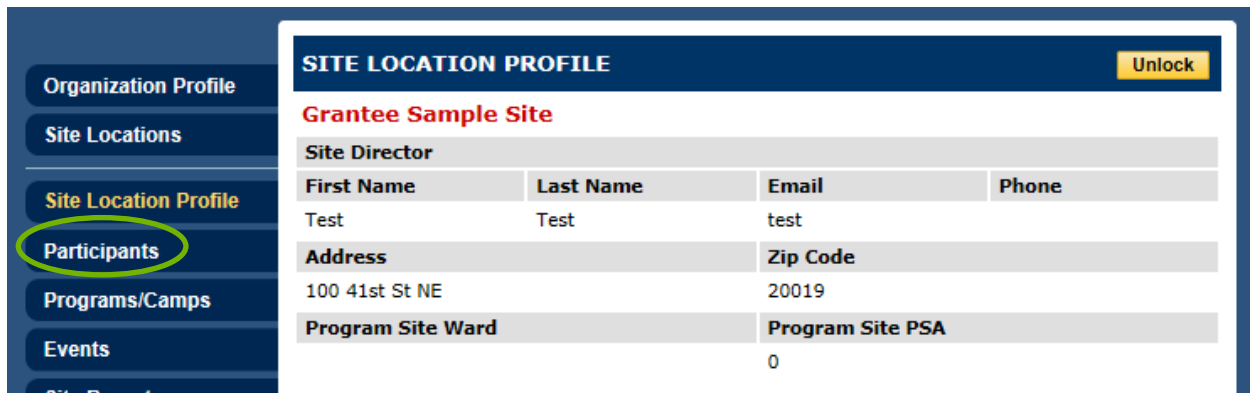 Organization Profile
Site Locations
Site Location Profile
Participants
Programs/Camps
Events
SITE LOCATION PROFILE
Unlock
Grantee Sample Site
Site Director
First Name Last Name Email Phone
Test Test test
Address Zip Code
100 41st St NE 20019
Program Site Ward Program Site PSA
0